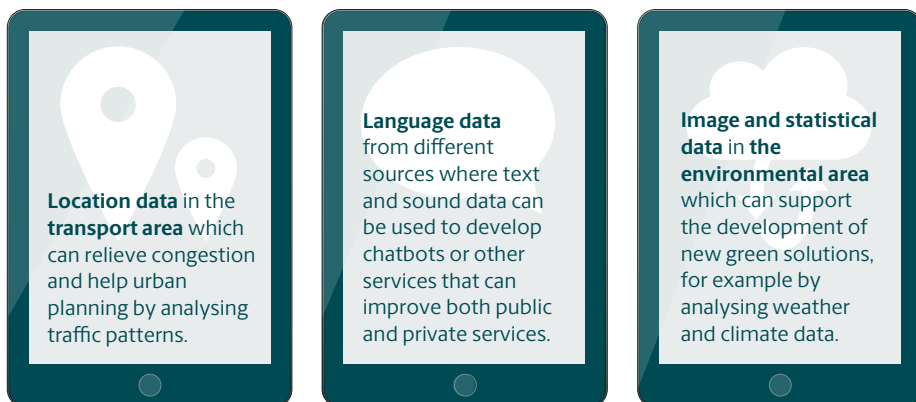 Location data in the
transport area which
can relieve congestion
and help urban
planning by analysing
traffic patterns.
Language data
from different
sources where text
and sound data can
be used to develop
chatbots or other
services that can
improve both public
and private services.
Image and statistical
data in the
environmental area
which can support
the development of
new green solutions,
for example by
analysing weather
and climate data.